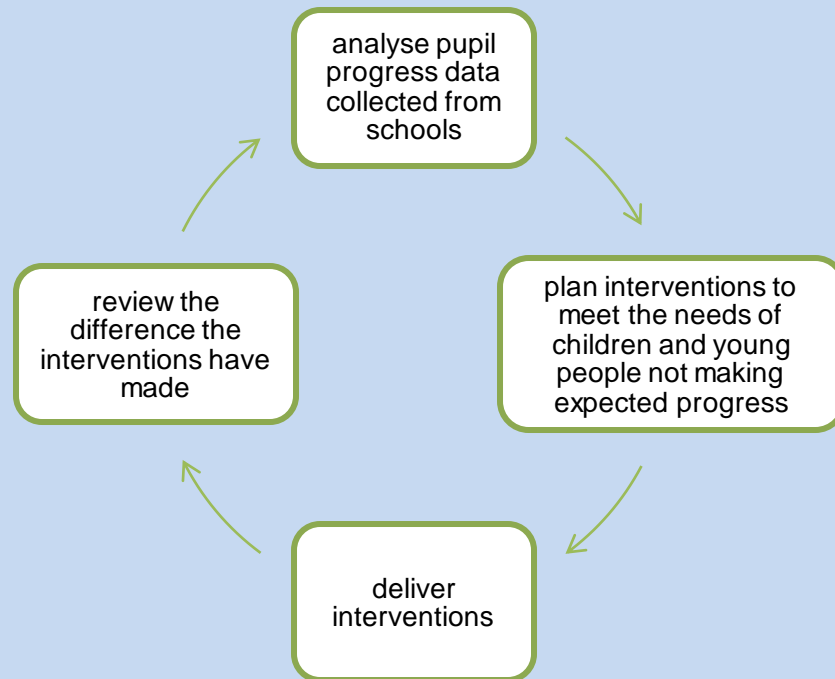 analyse pupil
progress data
collected from
schools
plan interventions to
meet the needs of
children and young
people not making
expected progress
deliver
interventions
review the
difference the
interventions have
made